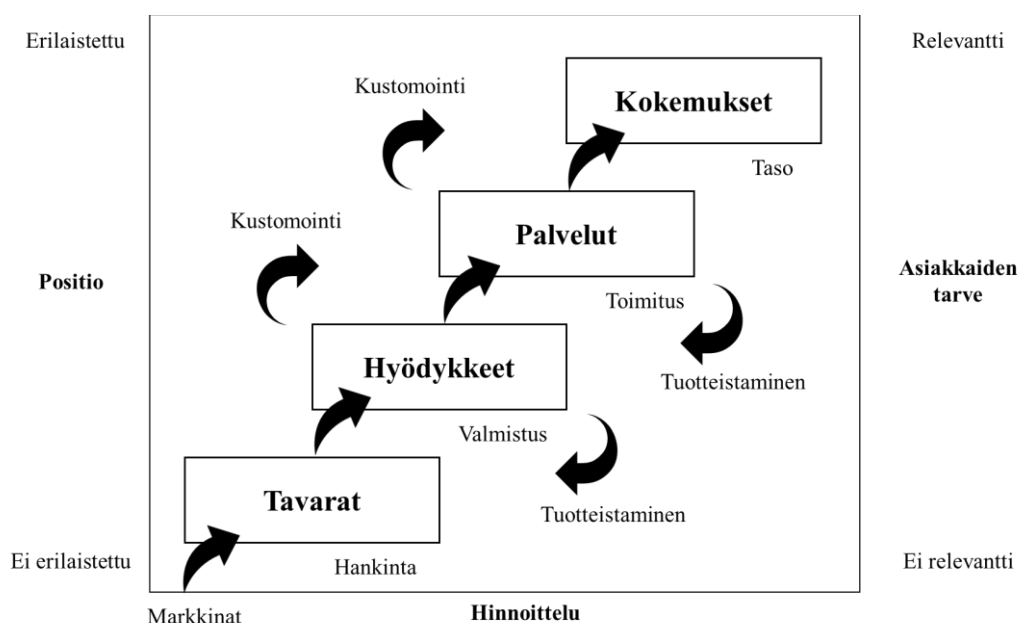 Erilaistettu
Relevantti
Kustomointi
Kokemukset
Taso
Kustomointi
Palvelut
Positio
Asiakkaiden
tarve
Toimitus
Hyödykkeet
Tuotteistaminen
Valmistus
Tavarat
Tuotteistaminen
Ei erilaistettu
Hankinta
Ei relevantti
Markkinat
Hinnoittelu